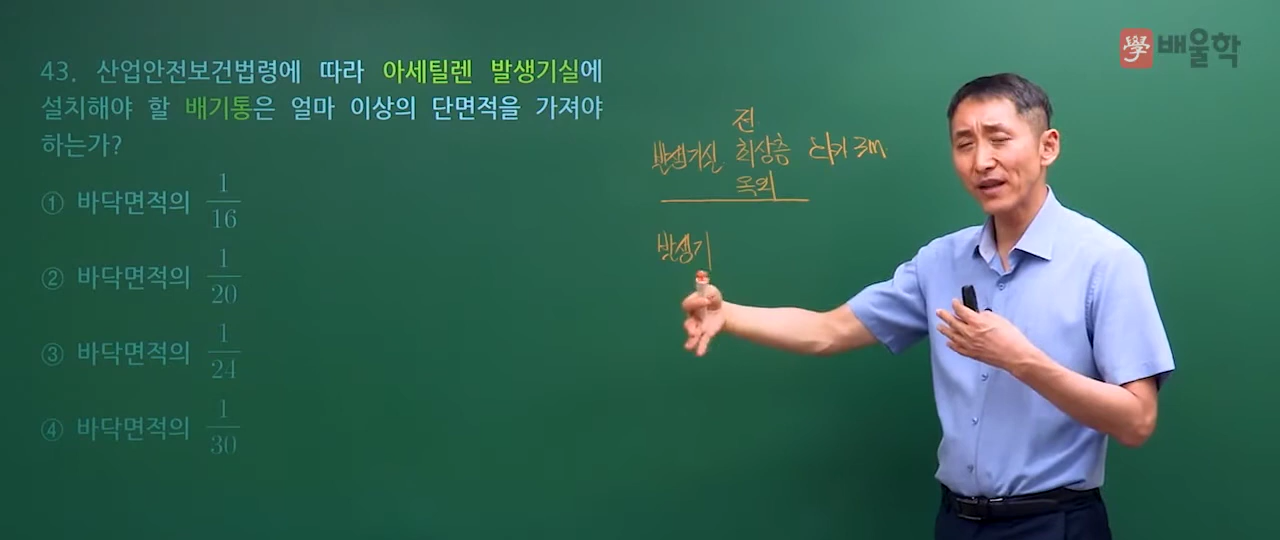 學배울학
43. 산업안전보건법령에 따라 아세틸렌 발생기실에
설치해야 할 배기통은 얼마 이상의 단면적을 가져야
하는가?
① 바닥면적의 1/16
② 바닥면적의 1/20
③ 바닥면적의 1/24
④ 바닥면적의 1/30
전
발생기실 최상층 화기 3m
옥외
발생기